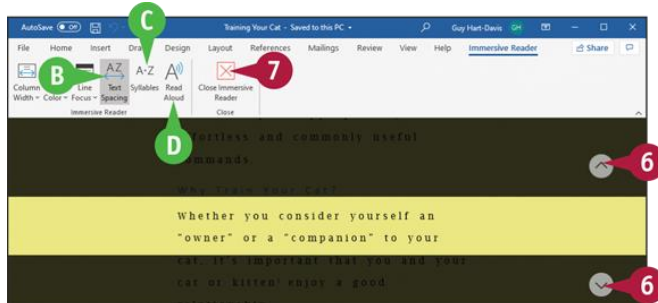 AutoSave Off Training Your Cat - Saved to this PC Guy Hart-Davis GH
File Home Insert Draw Design Layout References Mailings Review View Help Immersive Reader Share
C
B
7
Column Width
Color
Line Focus
AZ Text Spacing
A-Z Syllables
A Read Aloud
Close Immersive Reader
Immersive Reader Close
D
effortless and commonly useful
commands.
6
Why Train Your Cat?
Whether you consider yourself an
"owner" or a "companion" to your
cat, it's important that you and your
cat or kitten enjoy a good
6